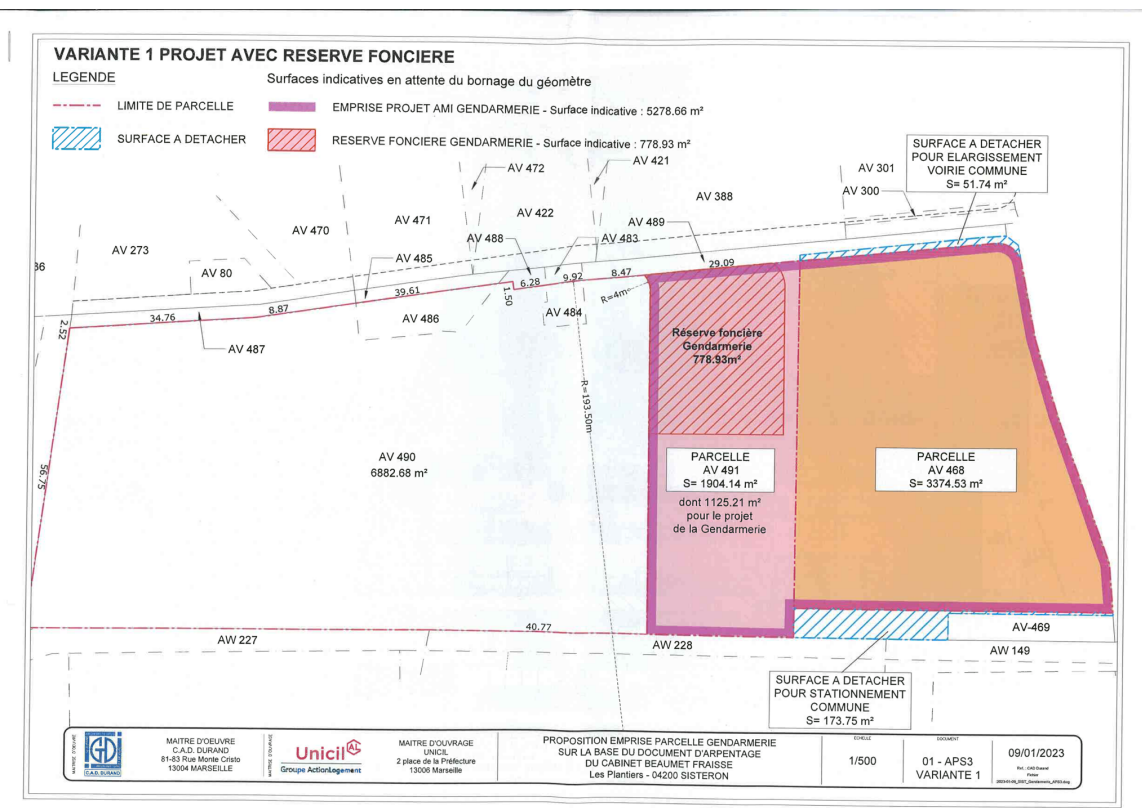 VARIANTE 1 PROJET AVEC RESERVE FONCIERE
LEGENDE
Surfaces indicatives en attente du bornage du géomètre
LIMITE DE PARCELLE
EMPRISE PROJET AMI GENDARMERIE - Surface indicative : 5278.66 m²
SURFACE A DETACHER
RESERVE FONCIERE GENDARMERIE - Surface indicative : 778.93 m²
SURFACE A DETACHER
POUR ELARGISSEMENT
VOIRIE COMMUNE
S= 51.74 m²
AV 472
AV 421
AV 301
AV 300
AV 388
AV 471
AV 422
AV 489
AV 470
AV 488
AV 483
AV 273
AV 485
36
AV 80
29.09
8.47
9.92
6.28
1.50
39.61
R=4m
8.87
34.76
AV 486
AV 484
2.52
AV 487
Réserve foncière
Gendarmerie
778.93m²
R=193.50m
56.75
AV 490
6882.68 m²
PARCELLE
AV 491
S= 1904.14 m²
dont 1125.21 m²
pour le projet
de la Gendarmerie
PARCELLE
AV 468
S= 3374.53 m²
40.77
AW 227
AW 228
AV-469
AW 149
SURFACE A DETACHER
POUR STATIONNEMENT
COMMUNE
S= 173.75 m²
C.A.D. DURAND
MAITRE D'OEUVRE
C.A.D. DURAND
81-83 Rue Monte Cristo
13004 MARSEILLE
Unicil AL
Groupe ActionLogement
MAITRE D'OUVRAGE
UNICIL
2 place de la Préfecture
13006 Marseille
PROPOSITION EMPRISE PARCELLE GENDARMERIE
SUR LA BASE DU DOCUMENT D'ARPENTAGE
DU CABINET BEAUMET FRAISSE
Les Plantiers - 04200 SISTERON
ECHELLE
1/500
DOCUMENT
01 - APS3
VARIANTE 1
09/01/2023